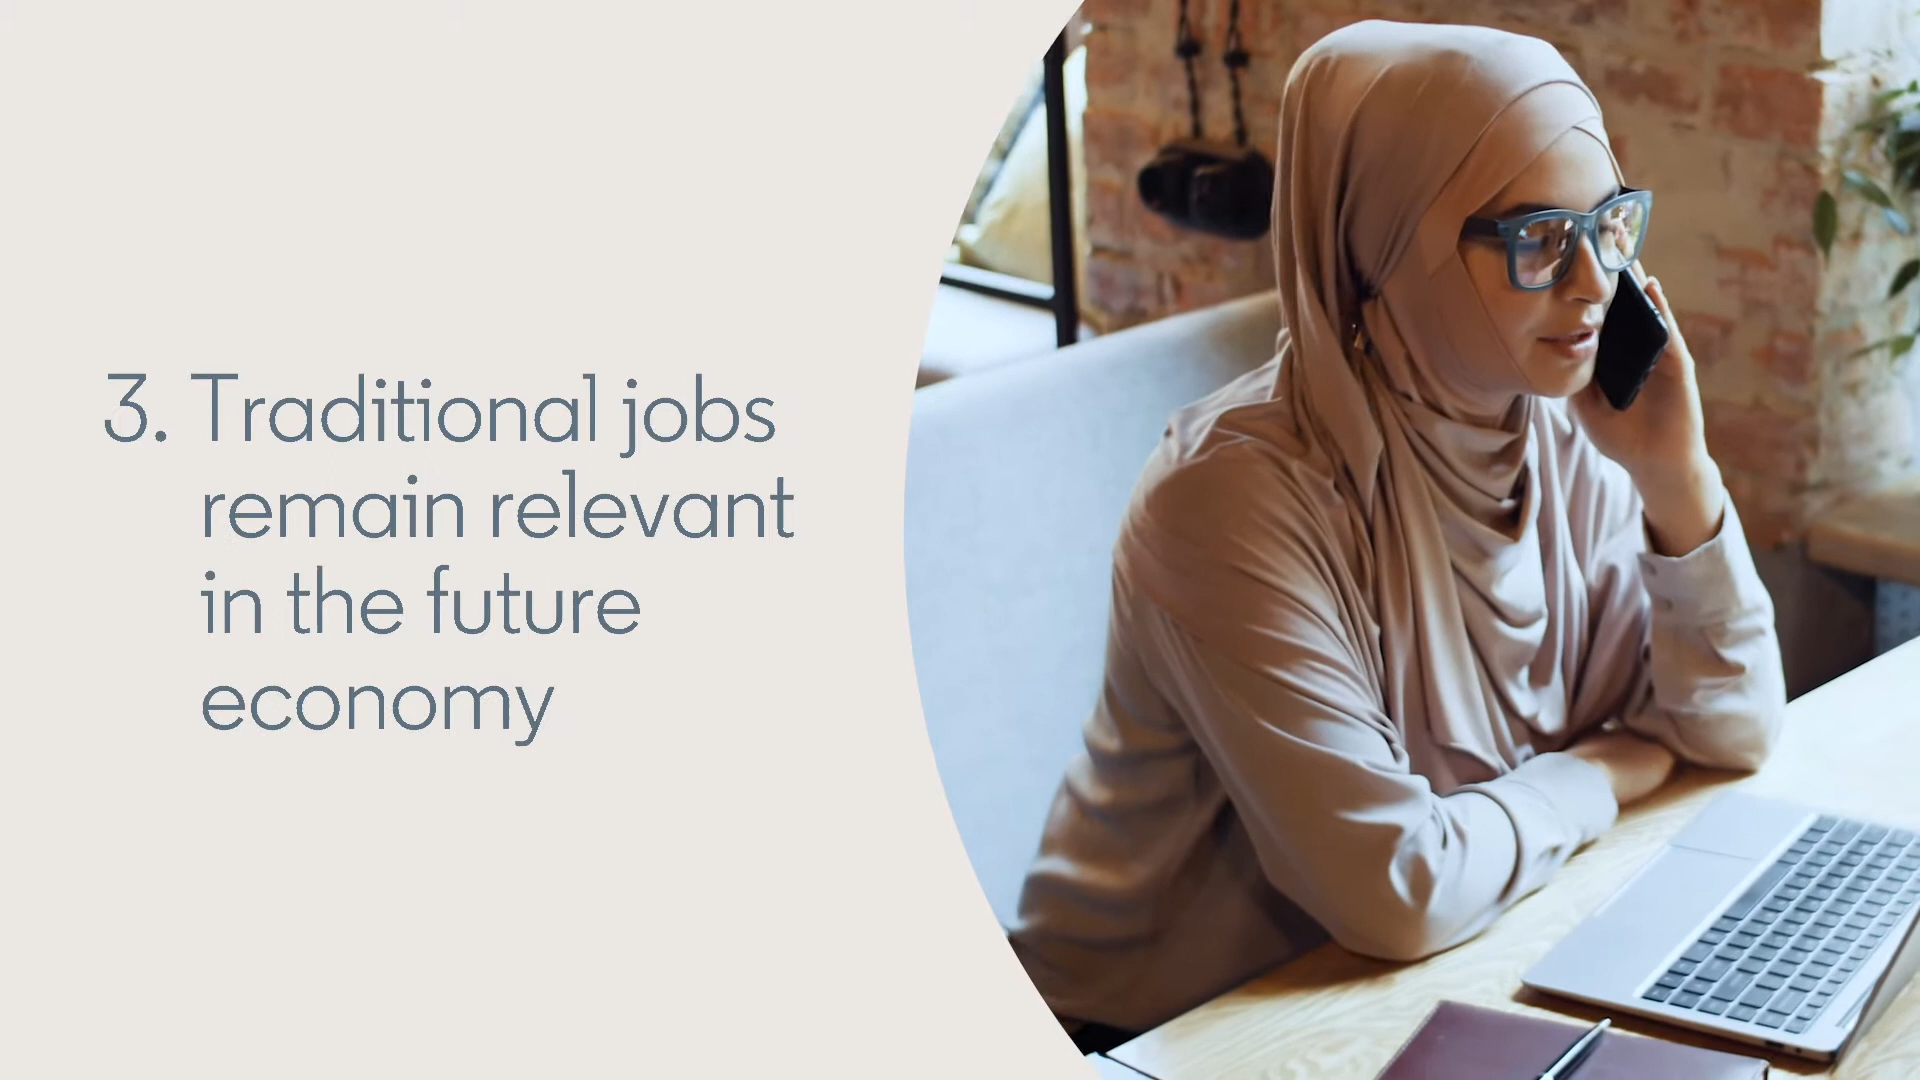 3. Traditional jobs
remain relevant
in the future
economy